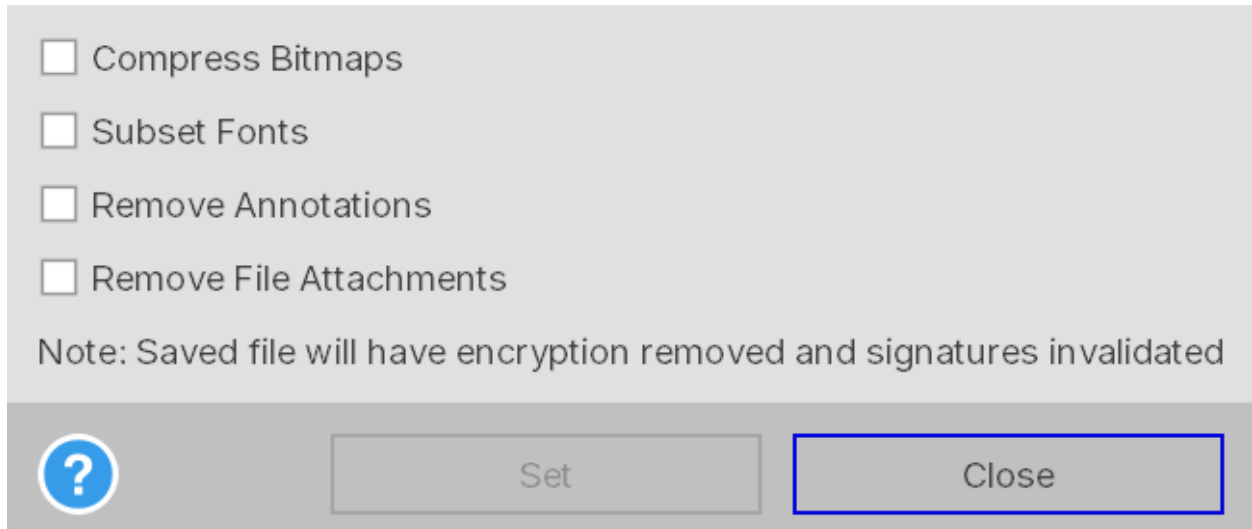 Compress Bitmaps
Subset Fonts
Remove Annotations
Remove File Attachments
Note: Saved file will have encryption removed and signatures invalidated
?
Set
Close